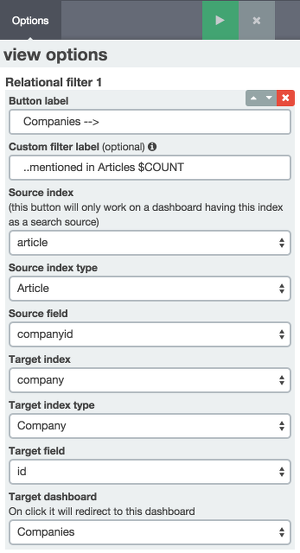 Options
view options
Relational filter 1
Button label
Companies -->
Custom filter label (optional)
..mentioned in Articles $COUNT
Source index
(this button will only work on a dashboard having this index
as a search source)
article
Source index type
Article
Source field
companyid
Target index
company
Target index type
Company
Target field
id
Target dashboard
On click it will redirect to this dashboard
Companies